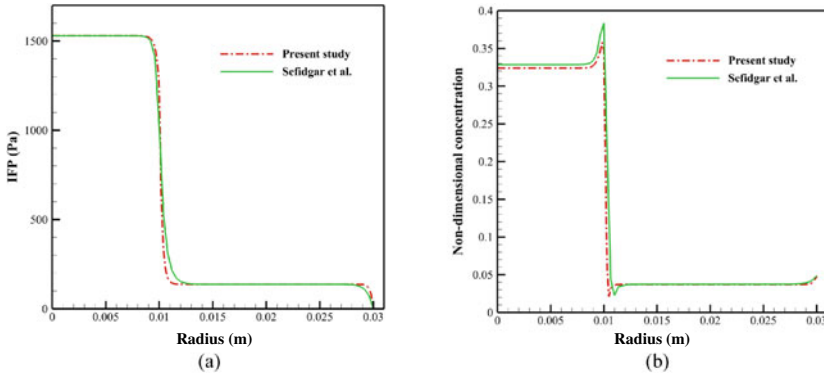 1500
1000
500
0
IFP (Pa)
Present study
Sefidgar et al.
0 0.005 0.01 0.015 0.02 0.025 0.03
Radius (m)
(a)
0.4
0.35
0.3
0.25
0.2
0.15
0.1
0.05
0
Non-dimensional concentration
Present study
Sefidgar et al.
0 0.005 0.01 0.015 0.02 0.025 0.03
Radius (m)
(b)